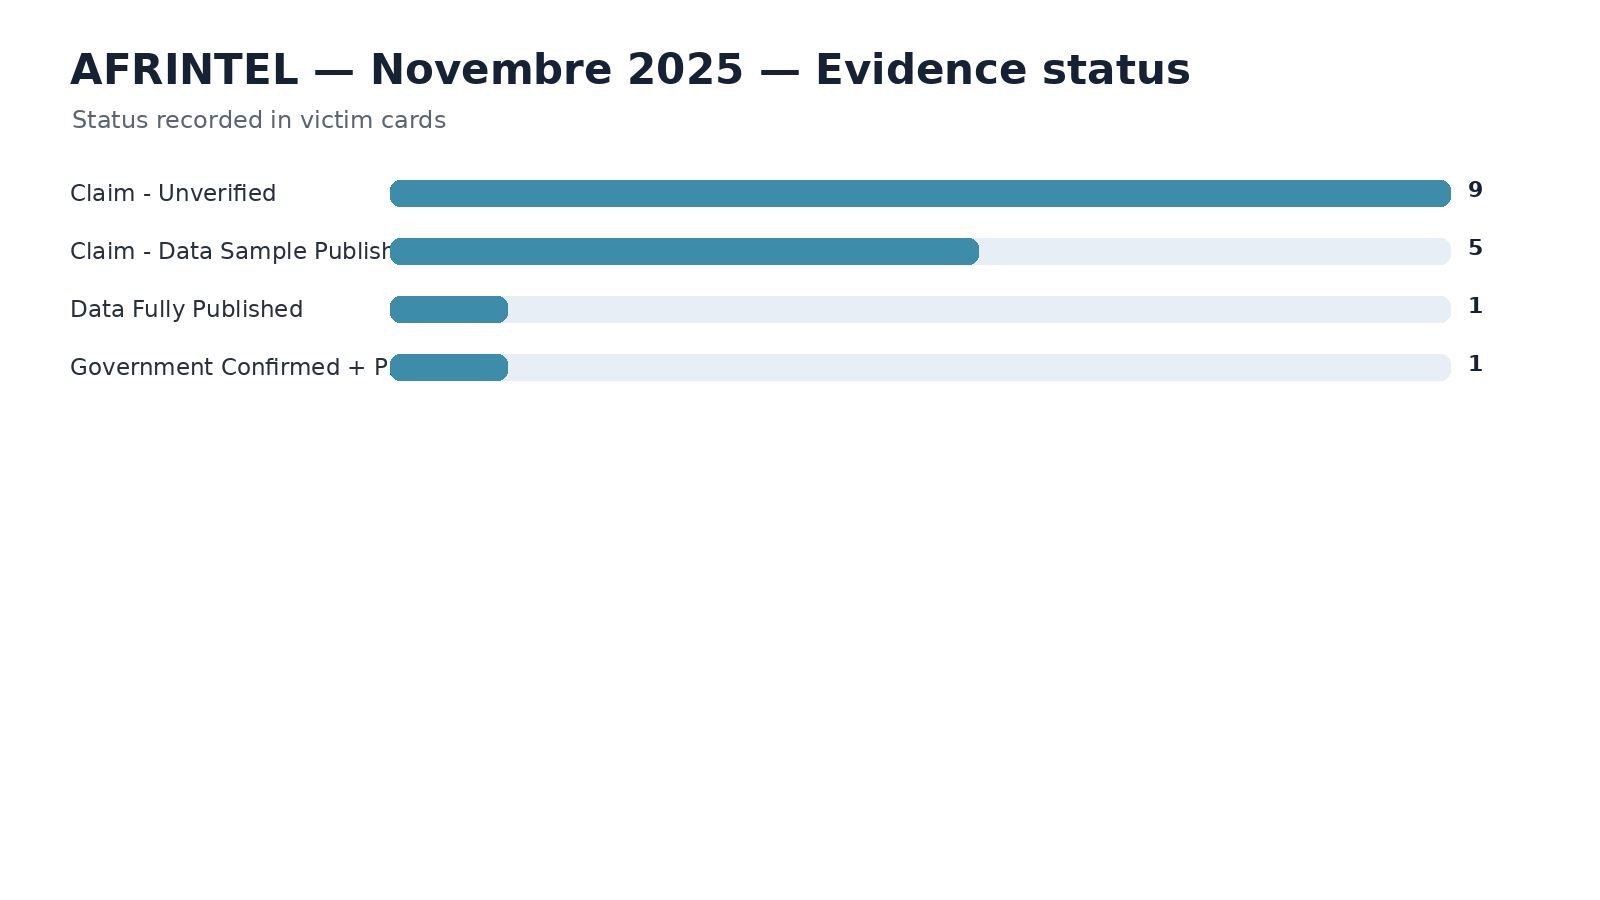 AFRINTEL — Novembre 2025 — Evidence status
Status recorded in victim cards
Claim - Unverified 9
Claim - Data Sample Publish 5
Data Fully Published 1
Government Confirmed + P 1